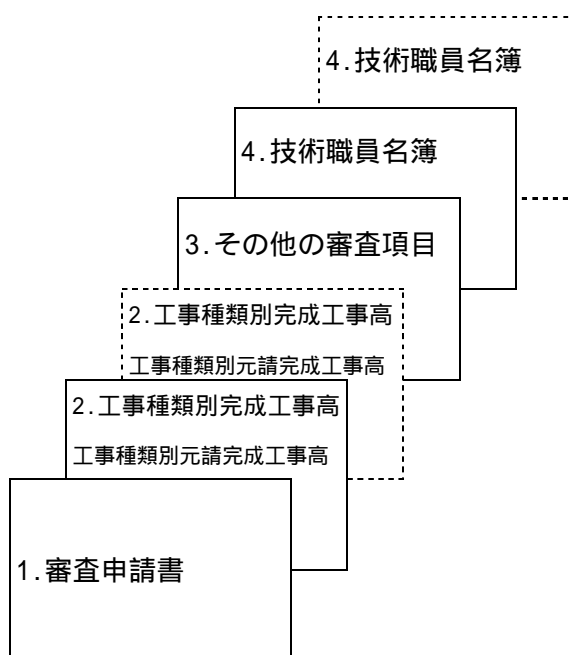 4.技術職員名簿
4.技術職員名簿
3.その他の審査項目
2.工事種類別完成工事高
工事種類別元請完成工事高
2.工事種類別完成工事高
工事種類別元請完成工事高
1.審査申請書